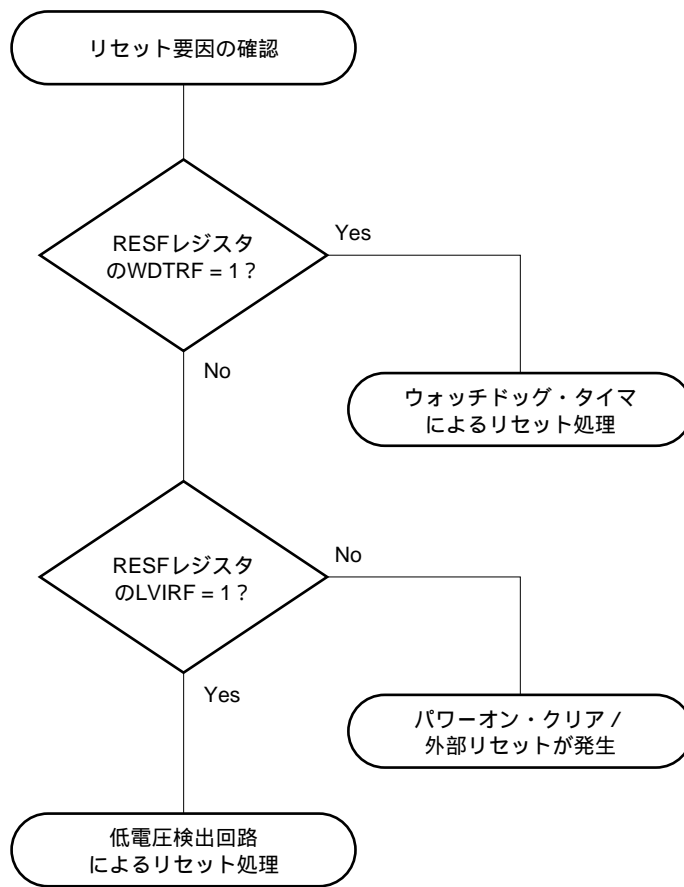 リセット要因の確認
RESFレジスタ
のWDTRF = 1？
Yes
No
ウォッチドッグ・タイマ
によるリセット処理
RESFレジスタ
のLVIRF = 1？
No
Yes
パワーオン・クリア /
外部リセットが発生
低電圧検出回路
によるリセット処理